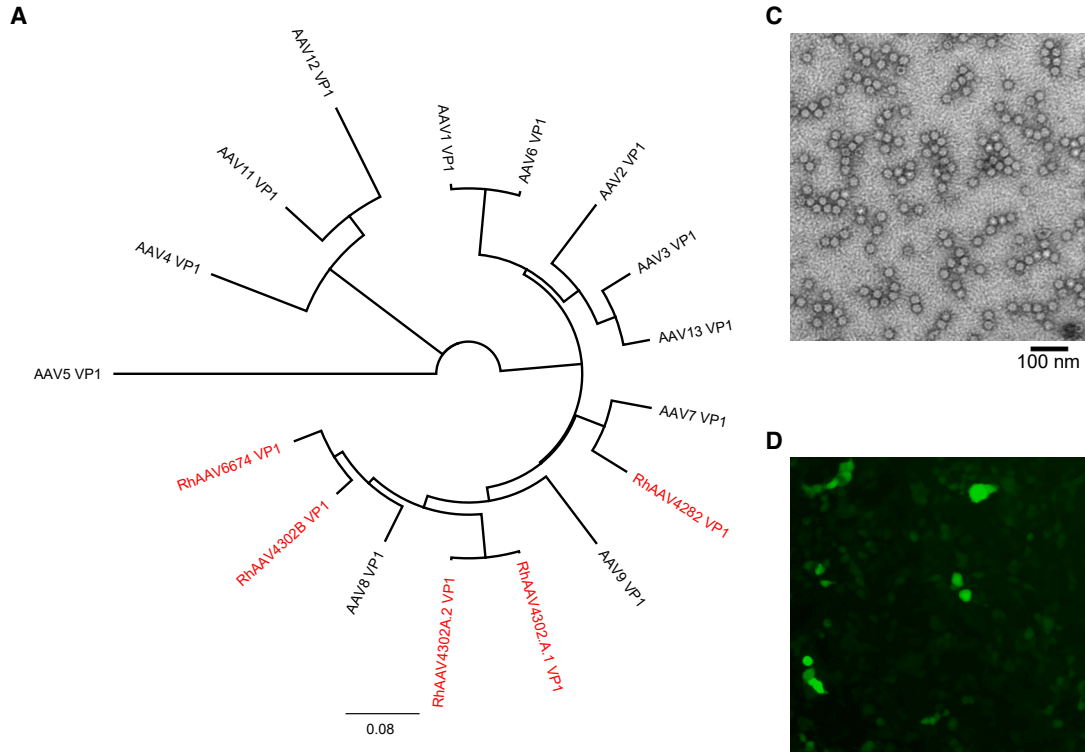 A
AAV12 VP1
AAV11 VP1
AAV4 VP1
AAV5 VP1
AAV1 VP1
AAV6 VP1
AAV2 VP1
AAV3 VP1
AAV13 VP1
AAV7 VP1
RhAAV4282 VP1
AAV9 VP1
RhAAV4302.A.1 VP1
RhAAV4302A.2 VP1
AAV8 VP1
RhAAV4302B VP1
RhAAV6674 VP1
0.08
C
100 nm
D